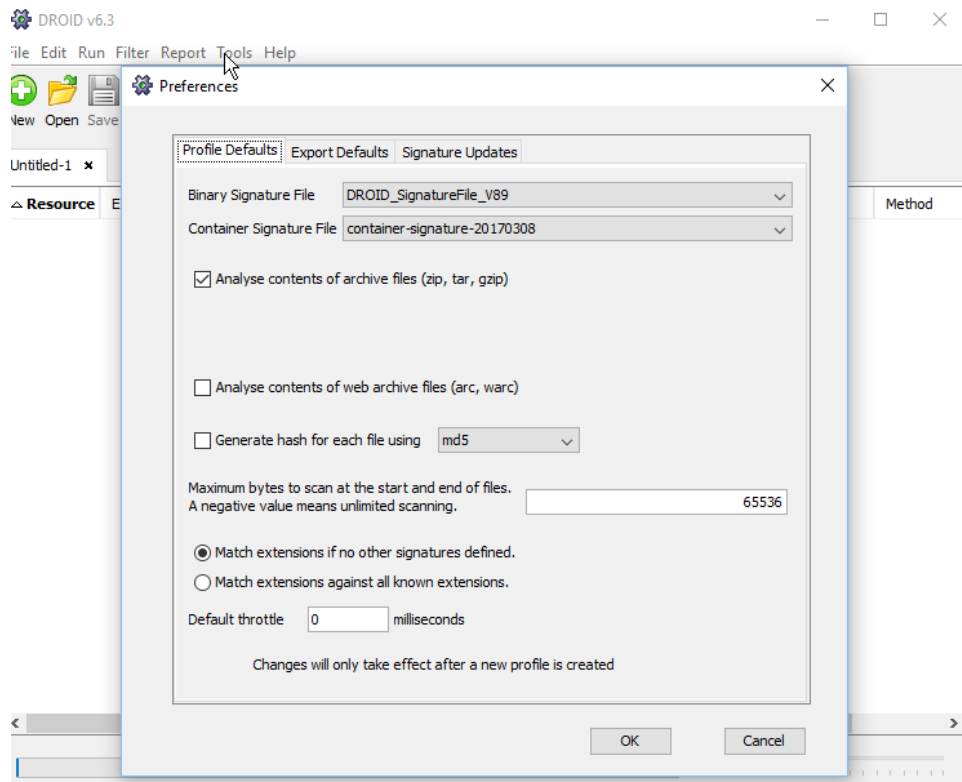 DROID v6.3
File Edit Run Filter Report Tools Help
New Open Save
Untitled-1
Resource E Method
Preferences
Profile Defaults Export Defaults Signature Updates
Binary Signature File DROID_SignatureFile_V89
Container Signature File container-signature-20170308
Analyse contents of archive files (zip, tar, gzip)
Analyse contents of web archive files (arc, warc)
Generate hash for each file using md5
Maximum bytes to scan at the start and end of files.
A negative value means unlimited scanning.
65536
Match extensions if no other signatures defined.
Match extensions against all known extensions.
Default throttle 0 milliseconds
Changes will only take effect after a new profile is created
OK Cancel